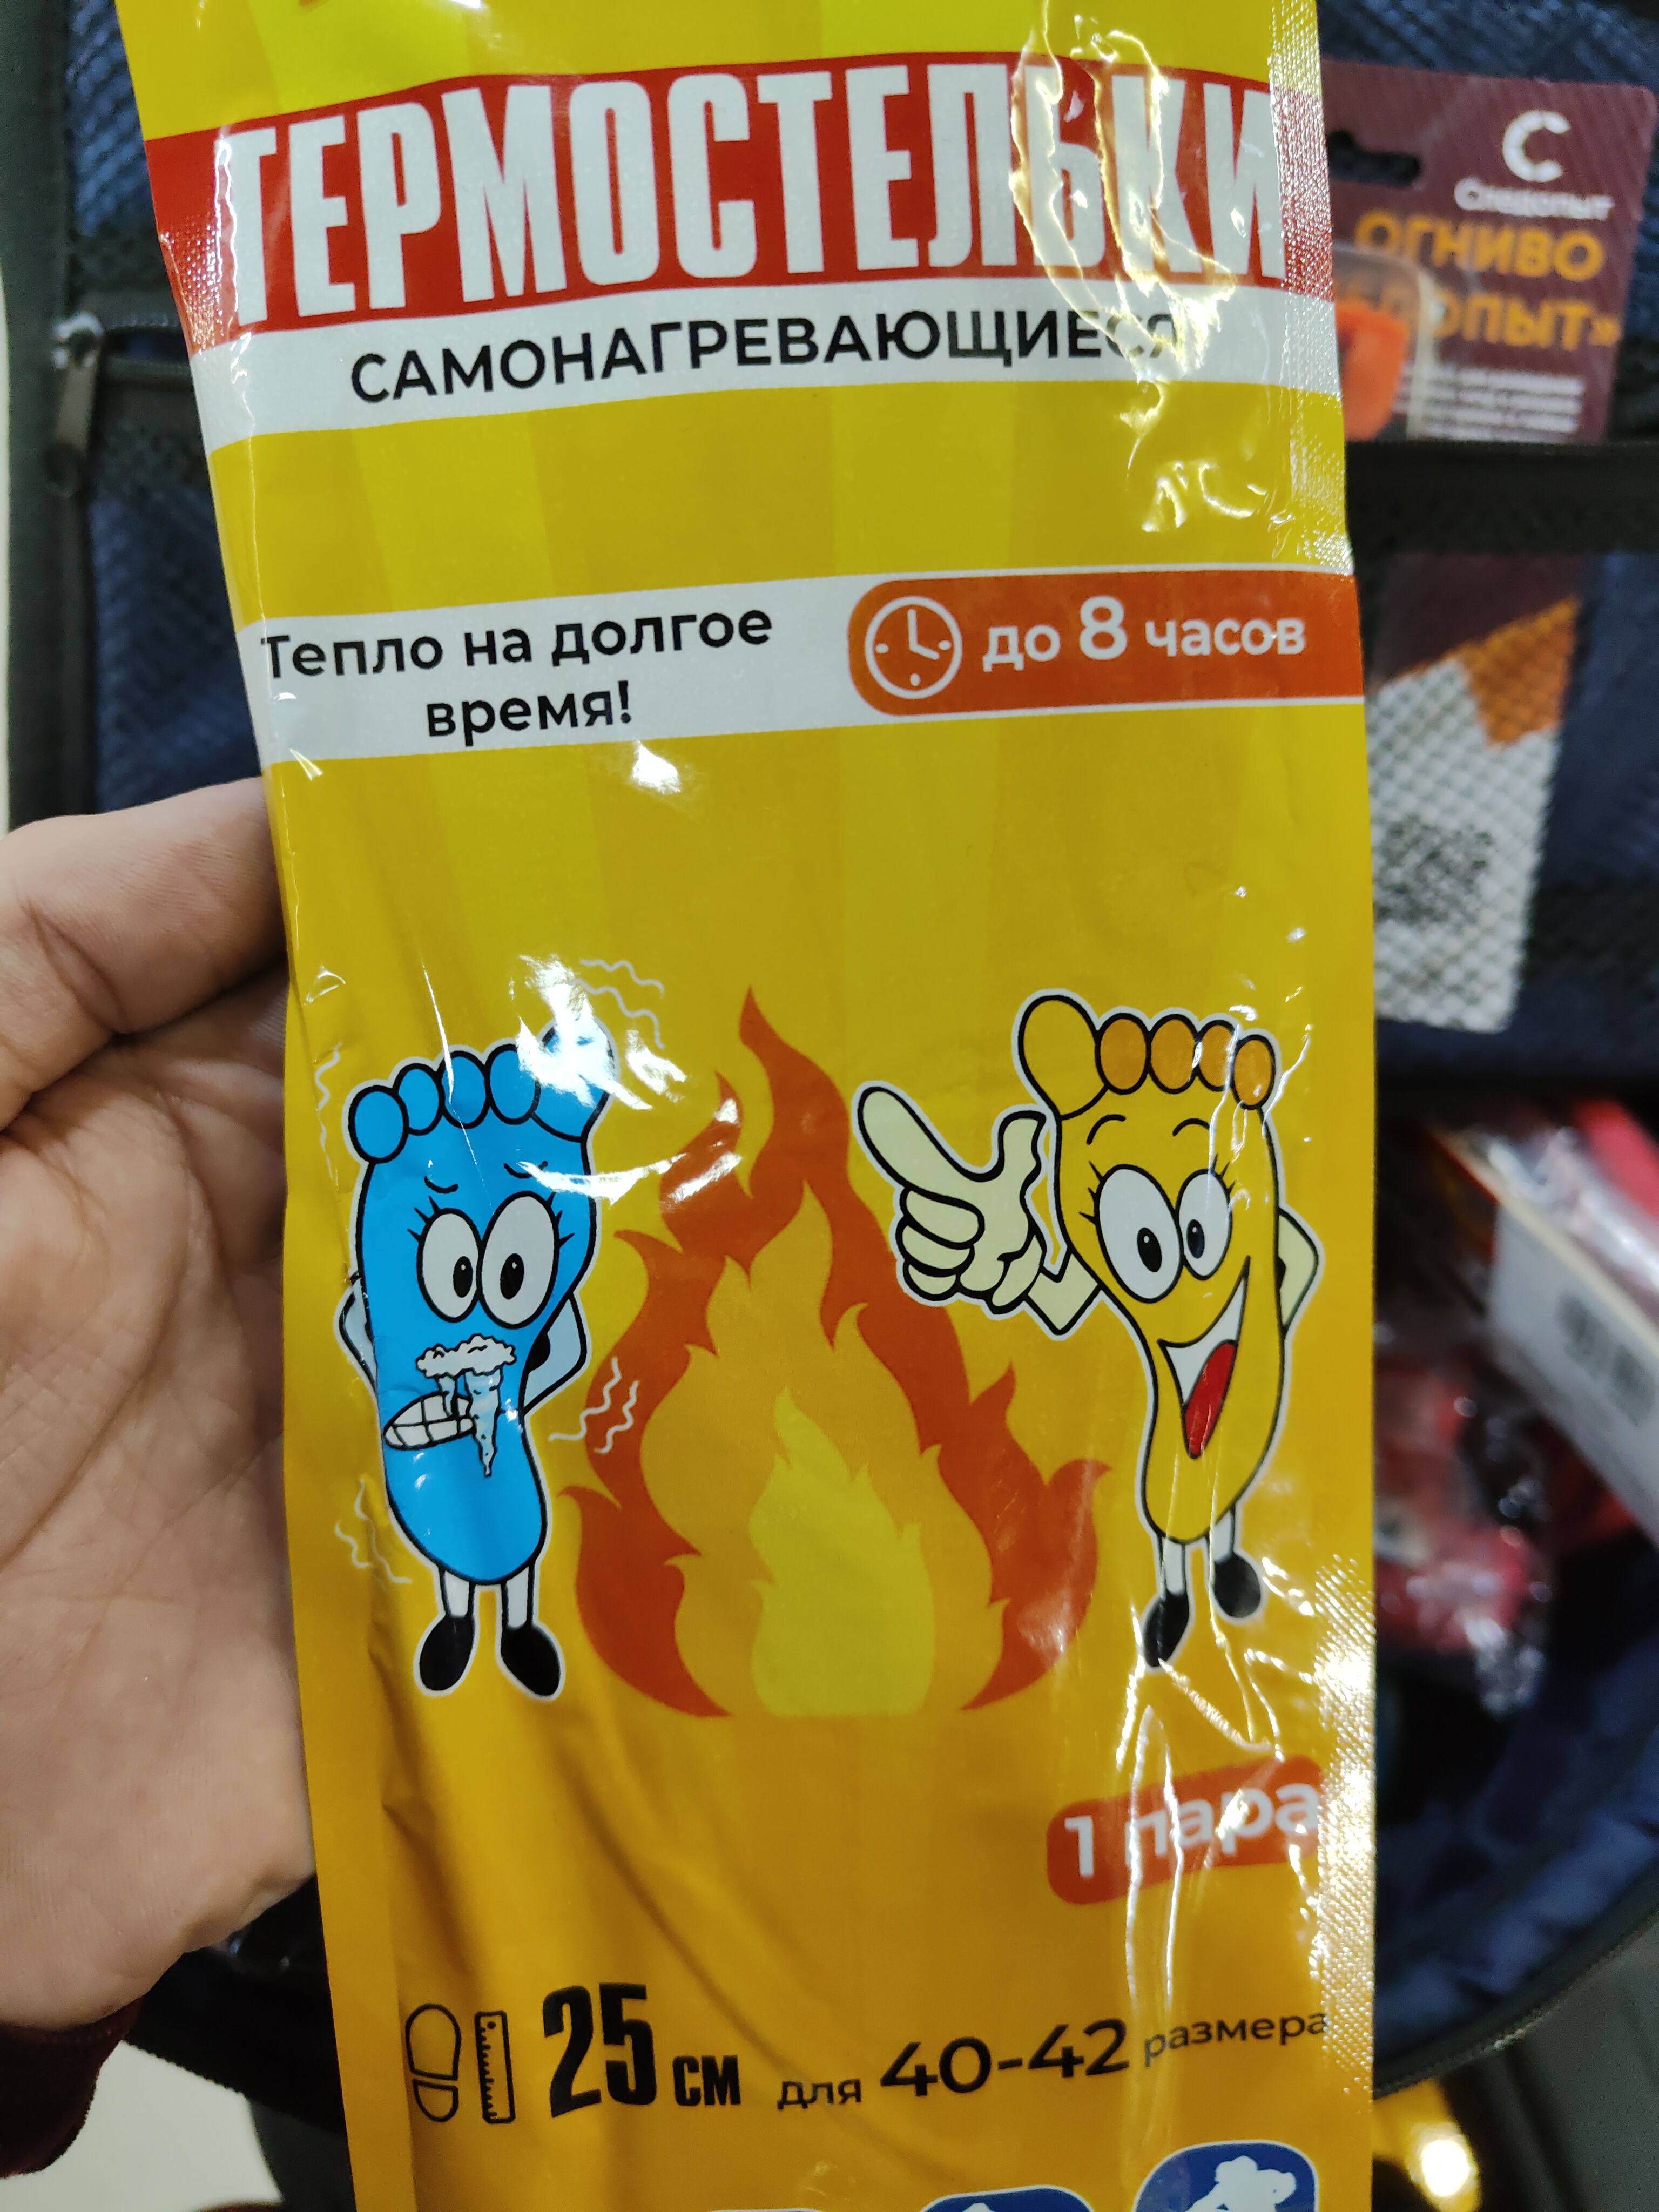 ТЕРМОСТЕЛЬКИ
САМОНАГРЕВАЮЩИЕСЯ
Тепло на долгое
время!
до 8 часов
1 пара
25 см для 40-42 размера
С
Следопыт
ОГНИВО